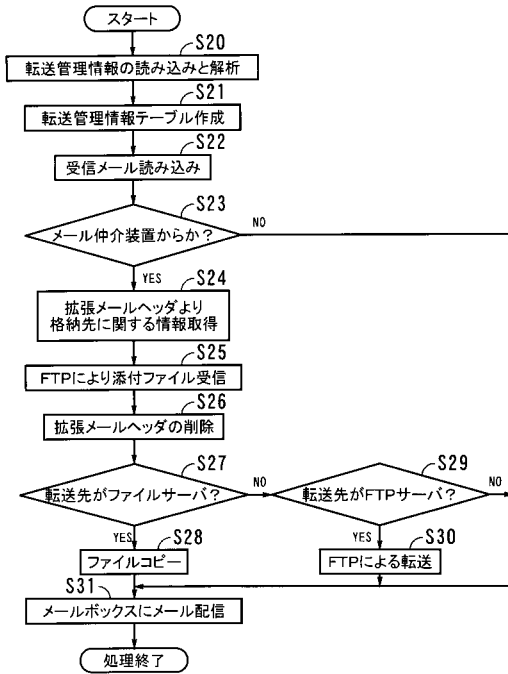 スタート
S20
転送管理情報の読み込みと解析
S21
転送管理情報テーブル作成
S22
受信メール読み込み
S23
メール仲介装置からか？
NO
YES
S24
拡張メールヘッダより
格納先に関する情報取得
S25
FTPにより添付ファイル受信
S26
拡張メールヘッダの削除
S27
転送先がファイルサーバ？
NO
S29
転送先がFTPサーバ？
NO
YES
S28
ファイルコピー
YES
S30
FTPによる転送
S31
メールボックスにメール配信
処理終了